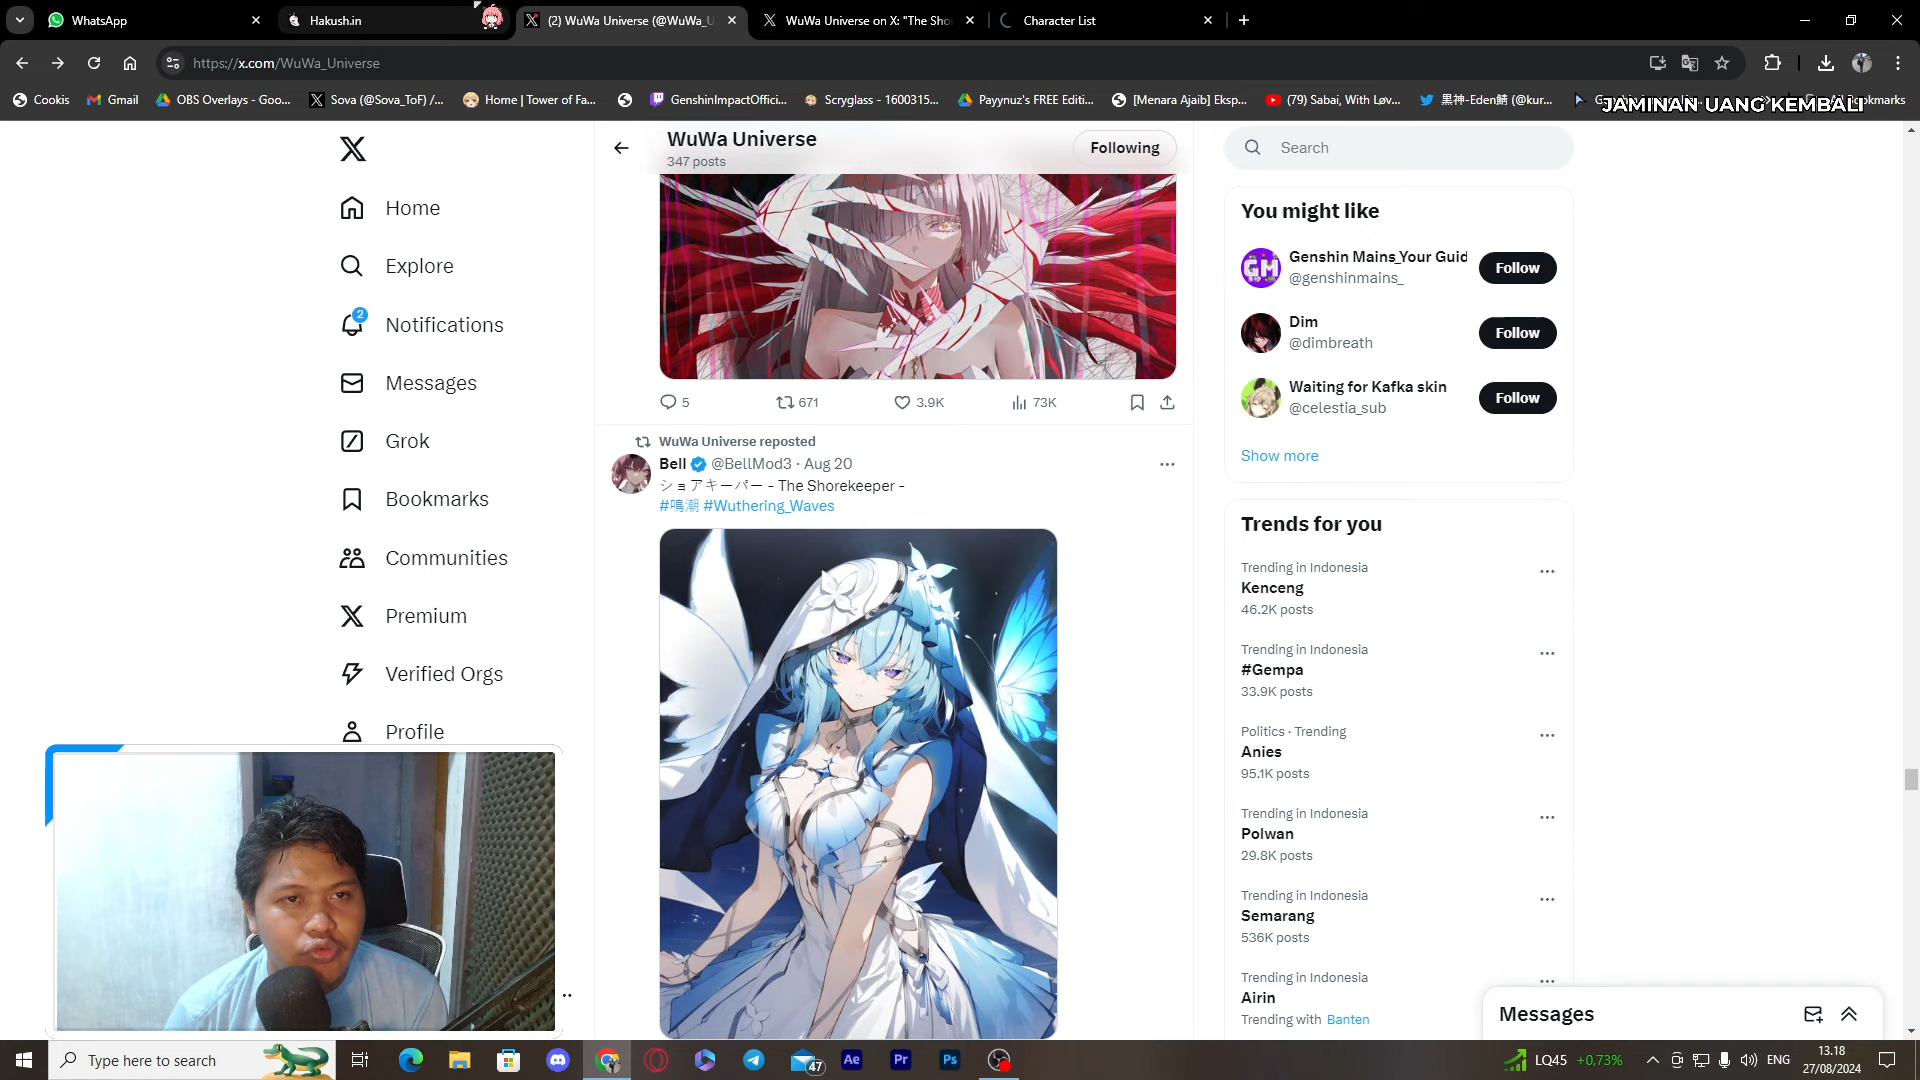 WhatsApp
Hakush.in
(2) WuWa Universe (@WuWa_U
WuWa Universe on X: "The Sho
Character List
https://x.com/WuWa_Universe
Cookis
Gmail
OBS Overlays - Goo...
Sova (@Sova_ToF) /...
Home | Tower of Fa...
GenshinImpactOffici...
Scryglass - 1600315...
Payynuz's FREE Editi...
[Menara Ajaib] Eksp...
(79) Sabai, With Løv...
黒神-Eden鯖 (@kur...
JAMINAN UANG KEMBALI
Home
Explore
2
Notifications
Messages
Grok
Bookmarks
Communities
Premium
Verified Orgs
Profile
WuWa Universe
347 posts
Following
5
671
3.9K
73K
WuWa Universe reposted
Bell @BellMod3 · Aug 20
ショアキーパー - The Shorekeeper -
#鳴潮 #Wuthering_Waves
Search
You might like
Genshin Mains_Your Guid
@genshinmains_
Follow
Dim
@dimbreath
Follow
Waiting for Kafka skin
@celestia_sub
Follow
Show more
Trends for you
Trending in Indonesia
Kenceng
46.2K posts
Trending in Indonesia
#Gempa
33.9K posts
Politics · Trending
Anies
95.1K posts
Trending in Indonesia
Polwan
29.8K posts
Trending in Indonesia
Semarang
536K posts
Trending in Indonesia
Airin
Trending with Banten
Messages
Type here to search
47
Ae
Pr
Ps
LQ45 +0,73%
ENG
13.18
27/08/2024